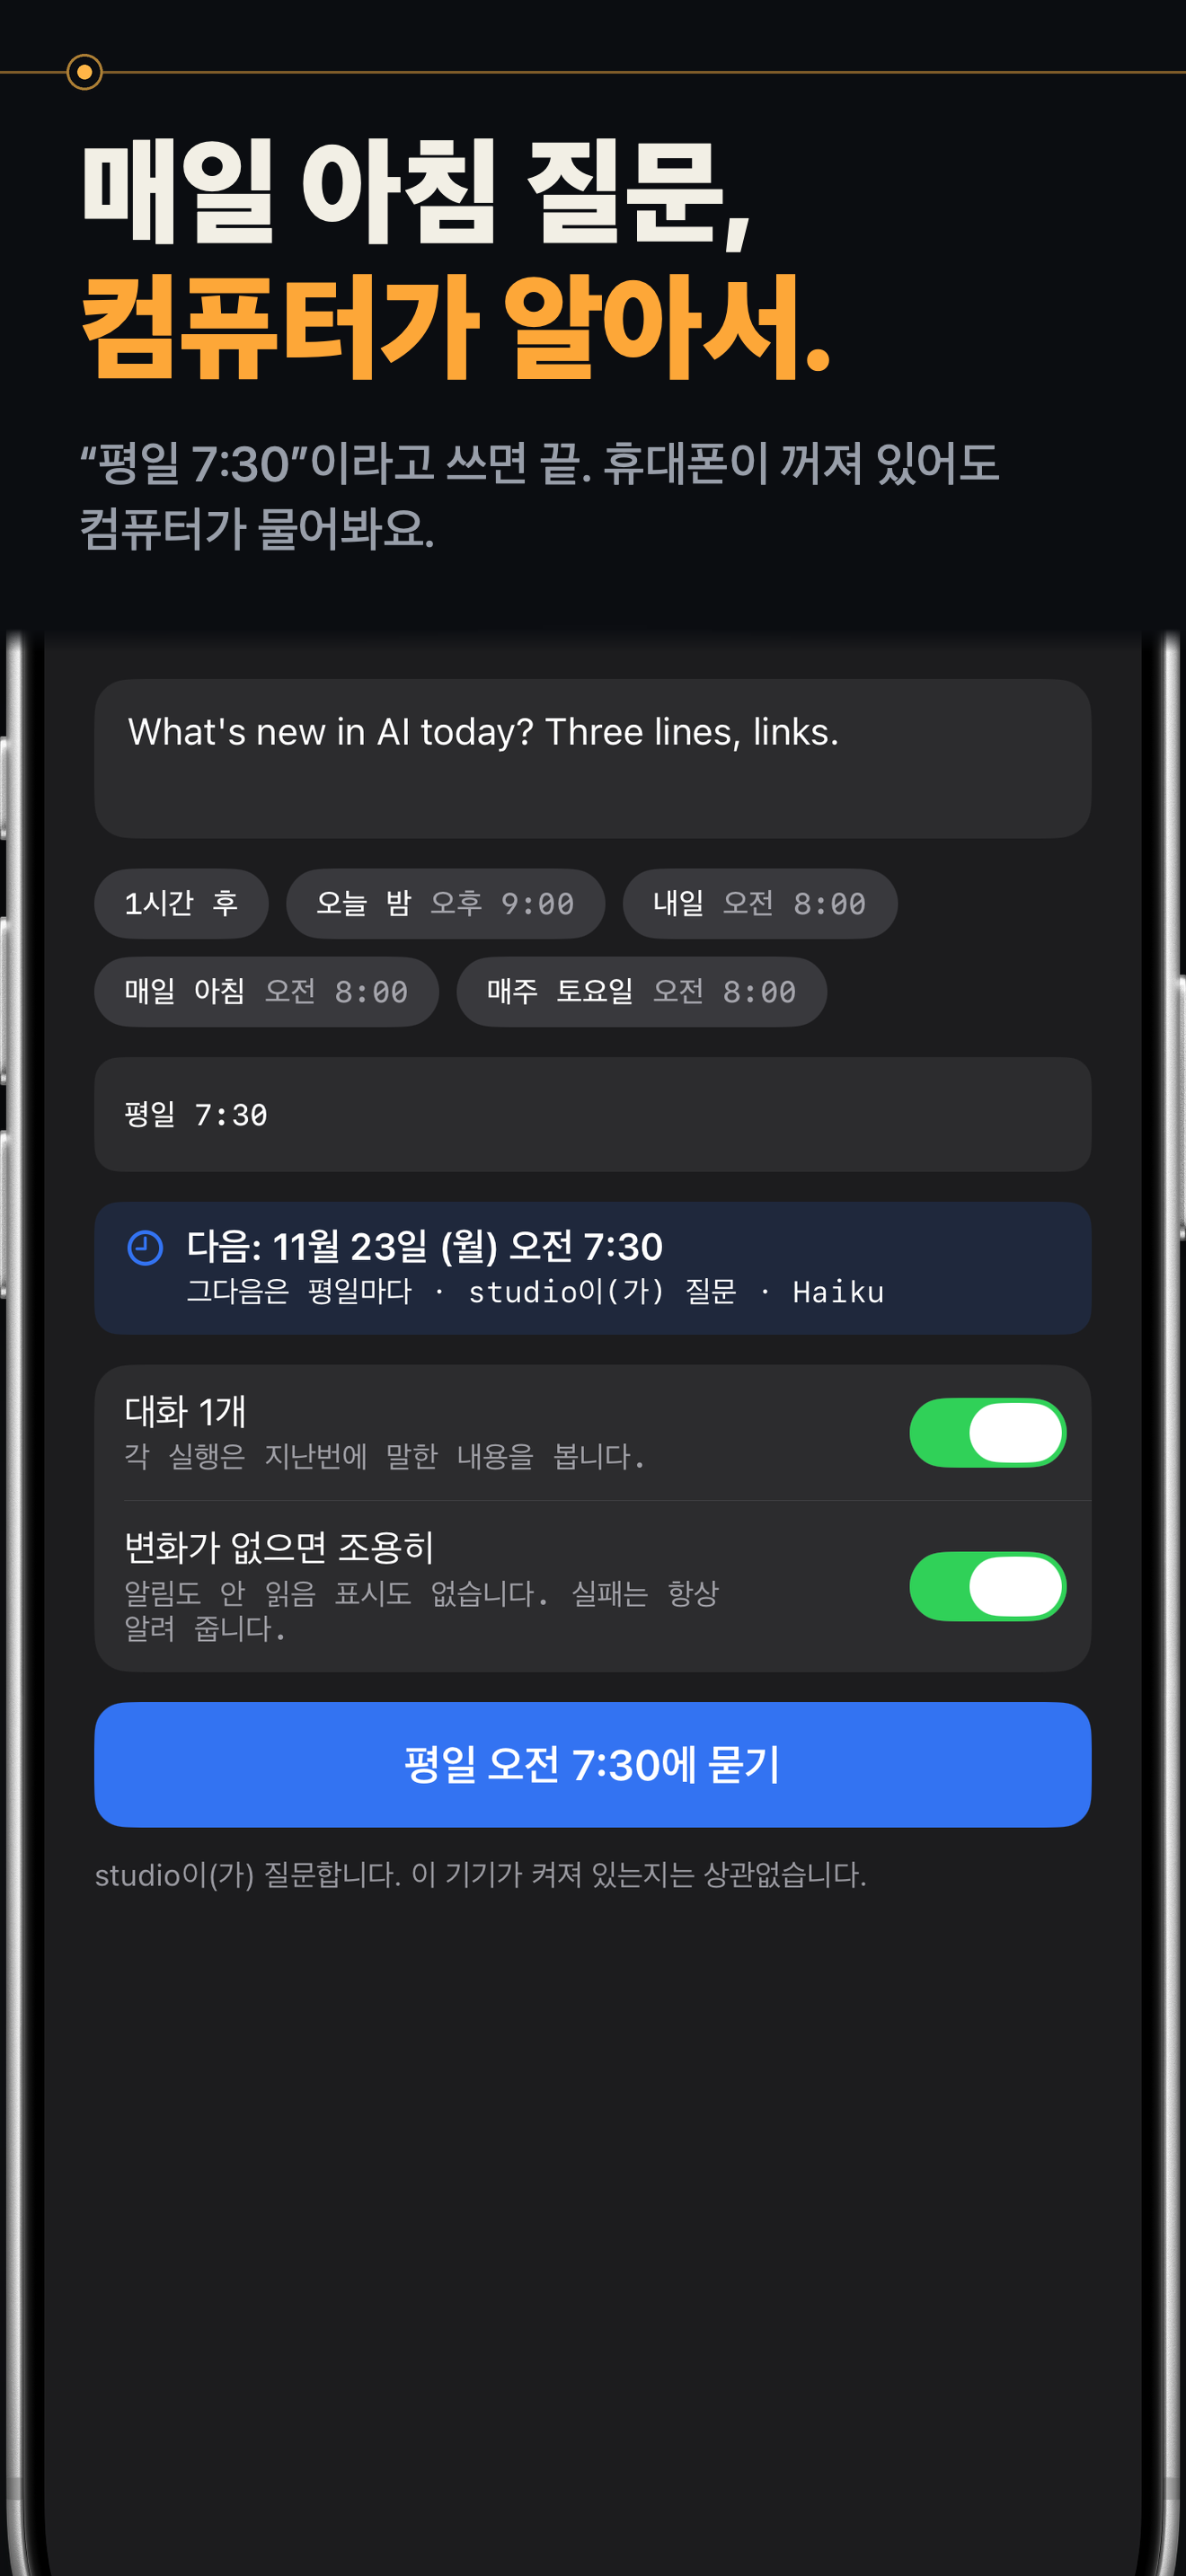 매일 아침 질문,
컴퓨터가 알아서.
“평일 7:30”이라고 쓰면 끝. 휴대폰이 꺼져 있어도
컴퓨터가 물어봐요.
What's new in AI today? Three lines, links.
1시간 후
오늘 밤 오후 9:00
내일 오전 8:00
매일 아침 오전 8:00
매주 토요일 오전 8:00
평일 7:30
다음: 11월 23일 (월) 오전 7:30
그다음은 평일마다 · studio이(가) 질문 · Haiku
대화 1개
각 실행은 지난번에 말한 내용을 봅니다.
변화가 없으면 조용히
알림도 안 읽음 표시도 없습니다. 실패는 항상
알려 줍니다.
평일 오전 7:30에 묻기
studio이(가) 질문합니다. 이 기기가 켜져 있는지는 상관없습니다.